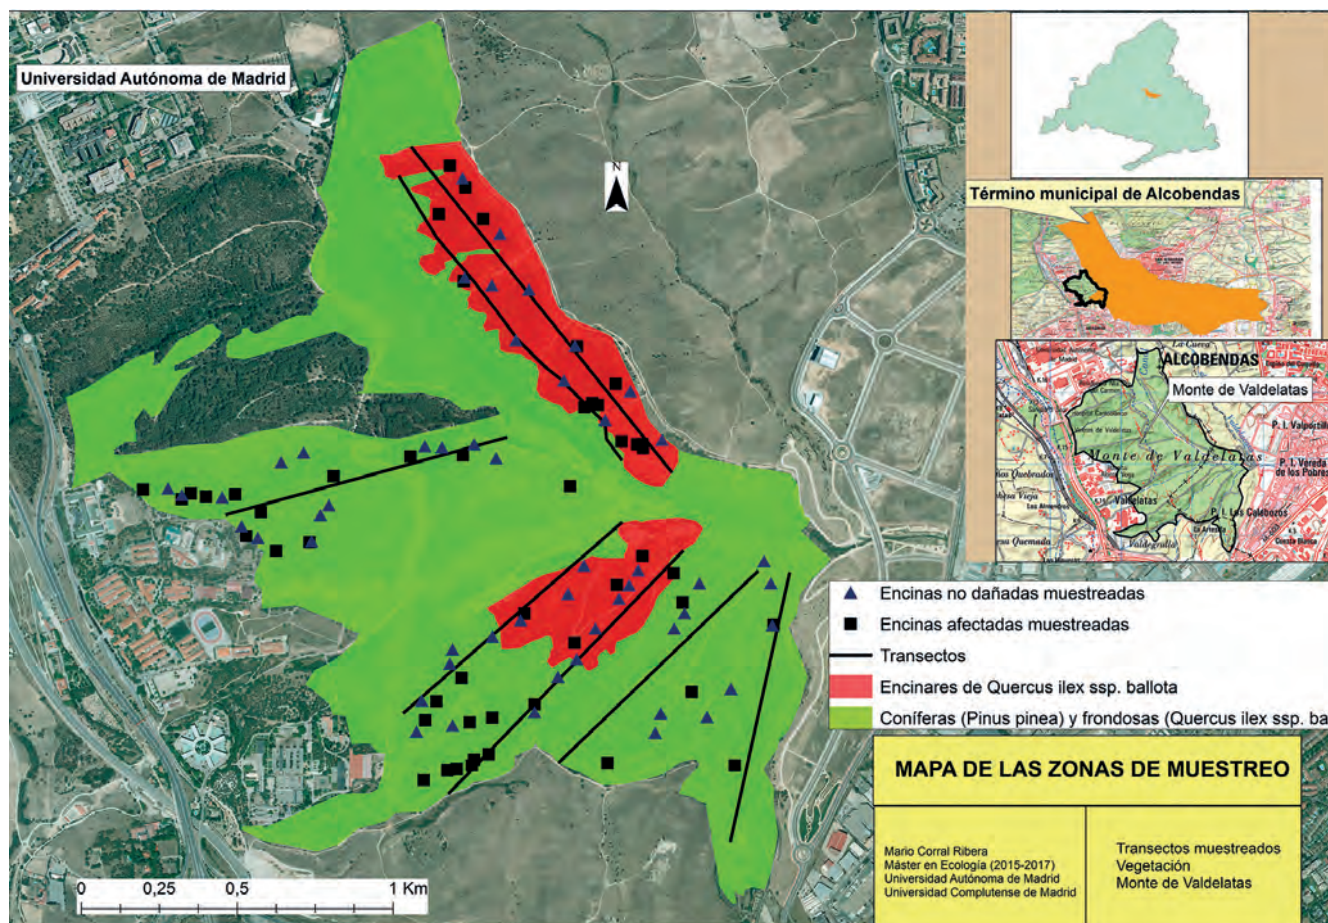 Universidad Autónoma de Madrid
N
Término municipal de Alcobendas
ALCOBENDAS
Monte de Valdelatas
Monte de Valdelatas
Valdelatas
P. I. Valportillo
P. I. Vereda
de los Pobres
Valdegrulla
Encinas no dañadas muestreadas
Encinas afectadas muestreadas
Transectos
Encinares de Quercus ilex ssp. ballota
Coníferas (Pinus pinea) y frondosas (Quercus ilex ssp. ba
MAPA DE LAS ZONAS DE MUESTREO
Mario Corral Ribera
Máster en Ecología (2015-2017)
Universidad Autónoma de Madrid
Universidad Complutense de Madrid
Transectos muestreados
Vegetación
Monte de Valdelatas
0 0,25 0,5 1 Km